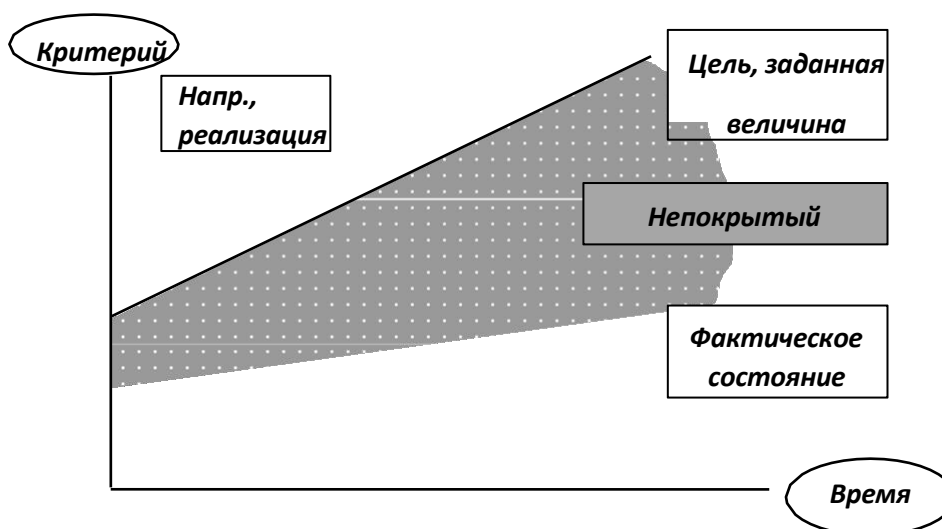 Критерий
Напр.,
реализация
Цель, заданная
величина
Непокрытый
Фактическое
состояние
Время